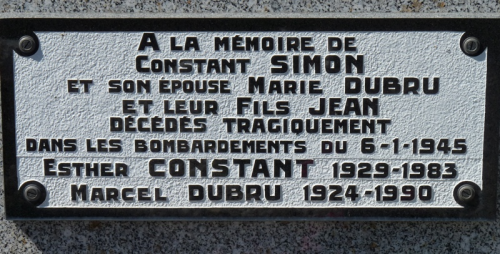 A LA MÉMOIRE DE
CONSTANT SIMON
ET SON ÉPOUSE MARIE DUBRU
ET LEUR FILS JEAN
DÉCÉDÉS TRAGIQUEMENT
DANS LES BOMBARDEMENTS DU 6-1-1945
ESTHER CONSTANT 1929-1983
MARCEL DUBRU 1924-1990